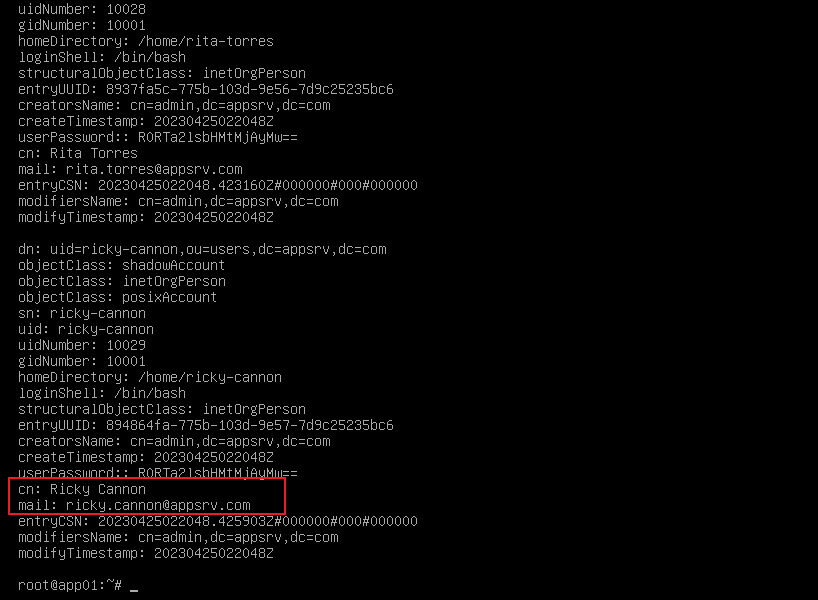 uidNumber: 10028
gidNumber: 10001
homeDirectory: /home/rita-torres
loginShell: /bin/bash
structuralObjectClass: inetOrgPerson
entryUUID: 8937fa5c-775b-103d-9e56-7d9c25235bc6
creatorsName: cn=admin,dc=appsrv,dc=com
createTimestamp: 20230425022048Z
userPassword:: R0RTa2lsbHMtMjAyMw==
cn: Rita Torres
mail: rita.torres@appsrv.com
entryCSN: 20230425022048.423160Z#000000#000#000000
modifiersName: cn=admin,dc=appsrv,dc=com
modifyTimestamp: 20230425022048Z
dn: uid=ricky-cannon,ou=users,dc=appsrv,dc=com
objectClass: shadowAccount
objectClass: inetOrgPerson
objectClass: posixAccount
sn: ricky-cannon
uid: ricky-cannon
uidNumber: 10029
gidNumber: 10001
homeDirectory: /home/ricky-cannon
loginShell: /bin/bash
structuralObjectClass: inetOrgPerson
entryUUID: 894864fa-775b-103d-9e57-7d9c25235bc6
creatorsName: cn=admin,dc=appsrv,dc=com
createTimestamp: 20230425022048Z
userPassword:: R0RTa2lsbHMtMjAyMw==
cn: Ricky Cannon
mail: ricky.cannon@appsrv.com
entryCSN: 20230425022048.425903Z#000000#000#000000
modifiersName: cn=admin,dc=appsrv,dc=com
modifyTimestamp: 20230425022048Z
root@app01:~# _